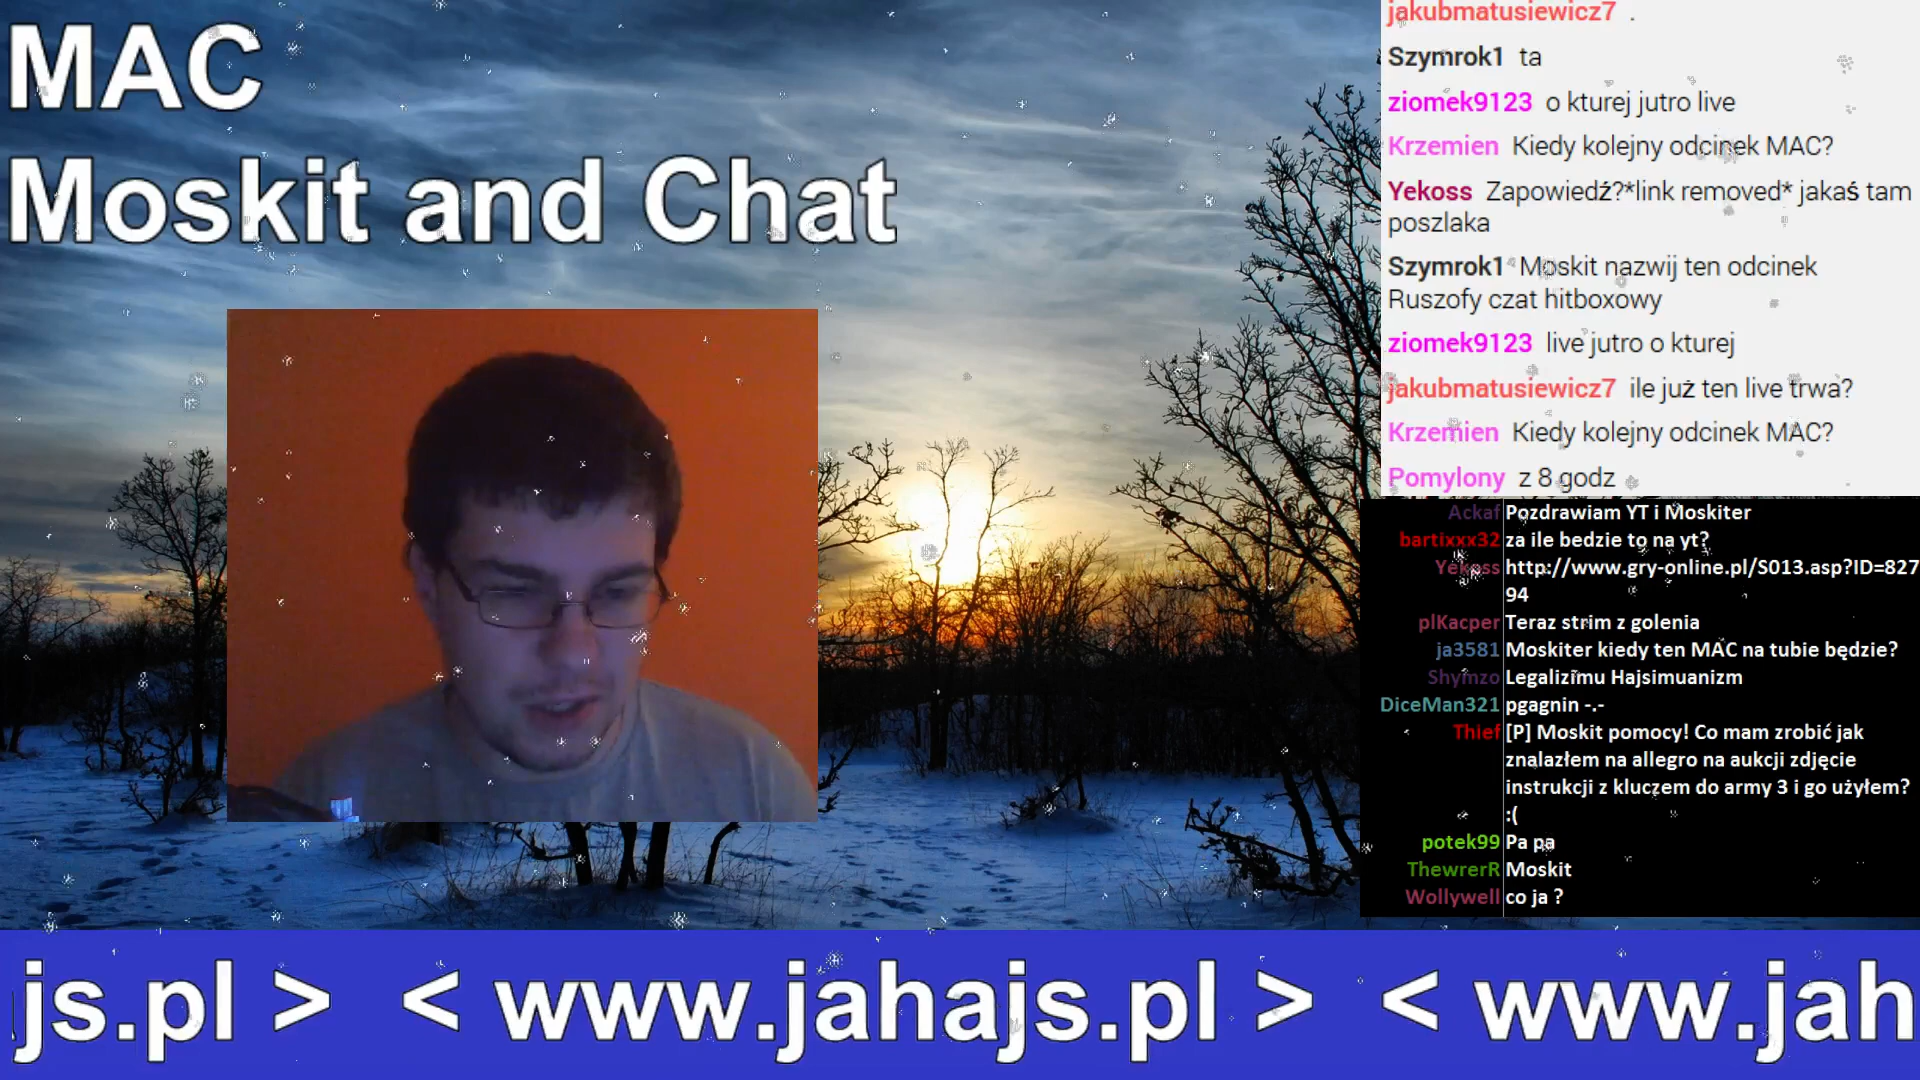 MAC
Moskit and Chat
jakubmatusiewicz7 .
Szymrok1 ta
ziomek9123 o kturej jutro live
Krzemien Kiedy kolejny odcinek MAC?
Yekoss Zapowiedź?*link removed* jakaś tam
poszlaka
Szymrok1 Moskit nazwij ten odcinek
Ruszofy czat hitboxowy
ziomek9123 live jutro o kturej
jakubmatusiewicz7 ile już ten live trwa?
Krzemien Kiedy kolejny odcinek MAC?
Pomylony z 8 godz
Ackaf Pozdrawiam YT i Moskiter
bartixxx32 za ile bedzie to na yt?
Yekoss http://www.gry-online.pl/S013.asp?ID=827
94
plKacper Teraz strim z golenia
ja3581 Moskiter kiedy ten MAC na tubie będzie?
Shymzo Legalizimu Hajsimuanizm
DiceMan321 pgagnin -.-
Thief [P] Moskit pomocy! Co mam zrobić jak
znalazłem na allegro na aukcji zdjęcie
instrukcji z kluczem do army 3 i go użyłem?
:(
potek99 Pa pa
ThewrerR Moskit
Wollywell co ja ?
js.pl > < www.jahajs.pl > < www.jah